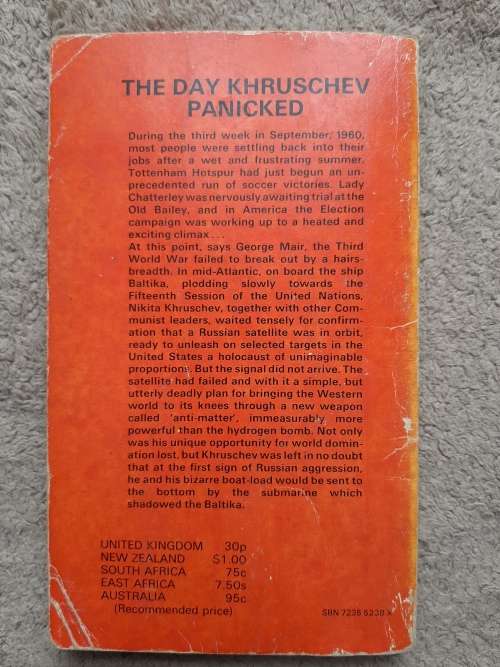 THE DAY KHRUSCHEV
PANICKED
During the third week in September, 1960,
most people were settling back into their
jobs after a wet and frustrating summer.
Tottenham Hotspur had just begun an un-
precedented run of soccer victories. Lady
Chatterley was nervously awaiting trial at the
Old Bailey, and in America the Election
campaign was working up to a heated and
exciting climax...
At this point, says George Mair, the Third
World War failed to break out by a hairs-
breadth. In mid-Atlantic, on board the ship
Baltika, plodding slowly towards the
Fifteenth Session of the United Nations,
Nikita Khruschev, together with other Com-
munist leaders, waited tensely for confirm-
ation that a Russian satellite was in orbit,
ready to unleash on selected targets in the
United States a holocaust of unimaginable
proportions. But the signal did not arrive. The
satellite had failed and with it a simple, but
utterly deadly plan for bringing the Western
world to its knees through a new weapon
called 'anti-matter', immeasurably more
powerful than the hydrogen bomb. Not only
was his unique opportunity for world domin-
ation lost, but Khruschev was left in no doubt
that at the first sign of Russian aggression,
he and his bizarre boat-load would be sent to
the bottom by the submarine which
shadowed the Baltika.
UNITED KINGDOM 30p
NEW ZEALAND $1.00
SOUTH AFRICA 75c
EAST AFRICA 7.50s
AUSTRALIA 95c
(Recommended price)
SBN 7238 5238 X